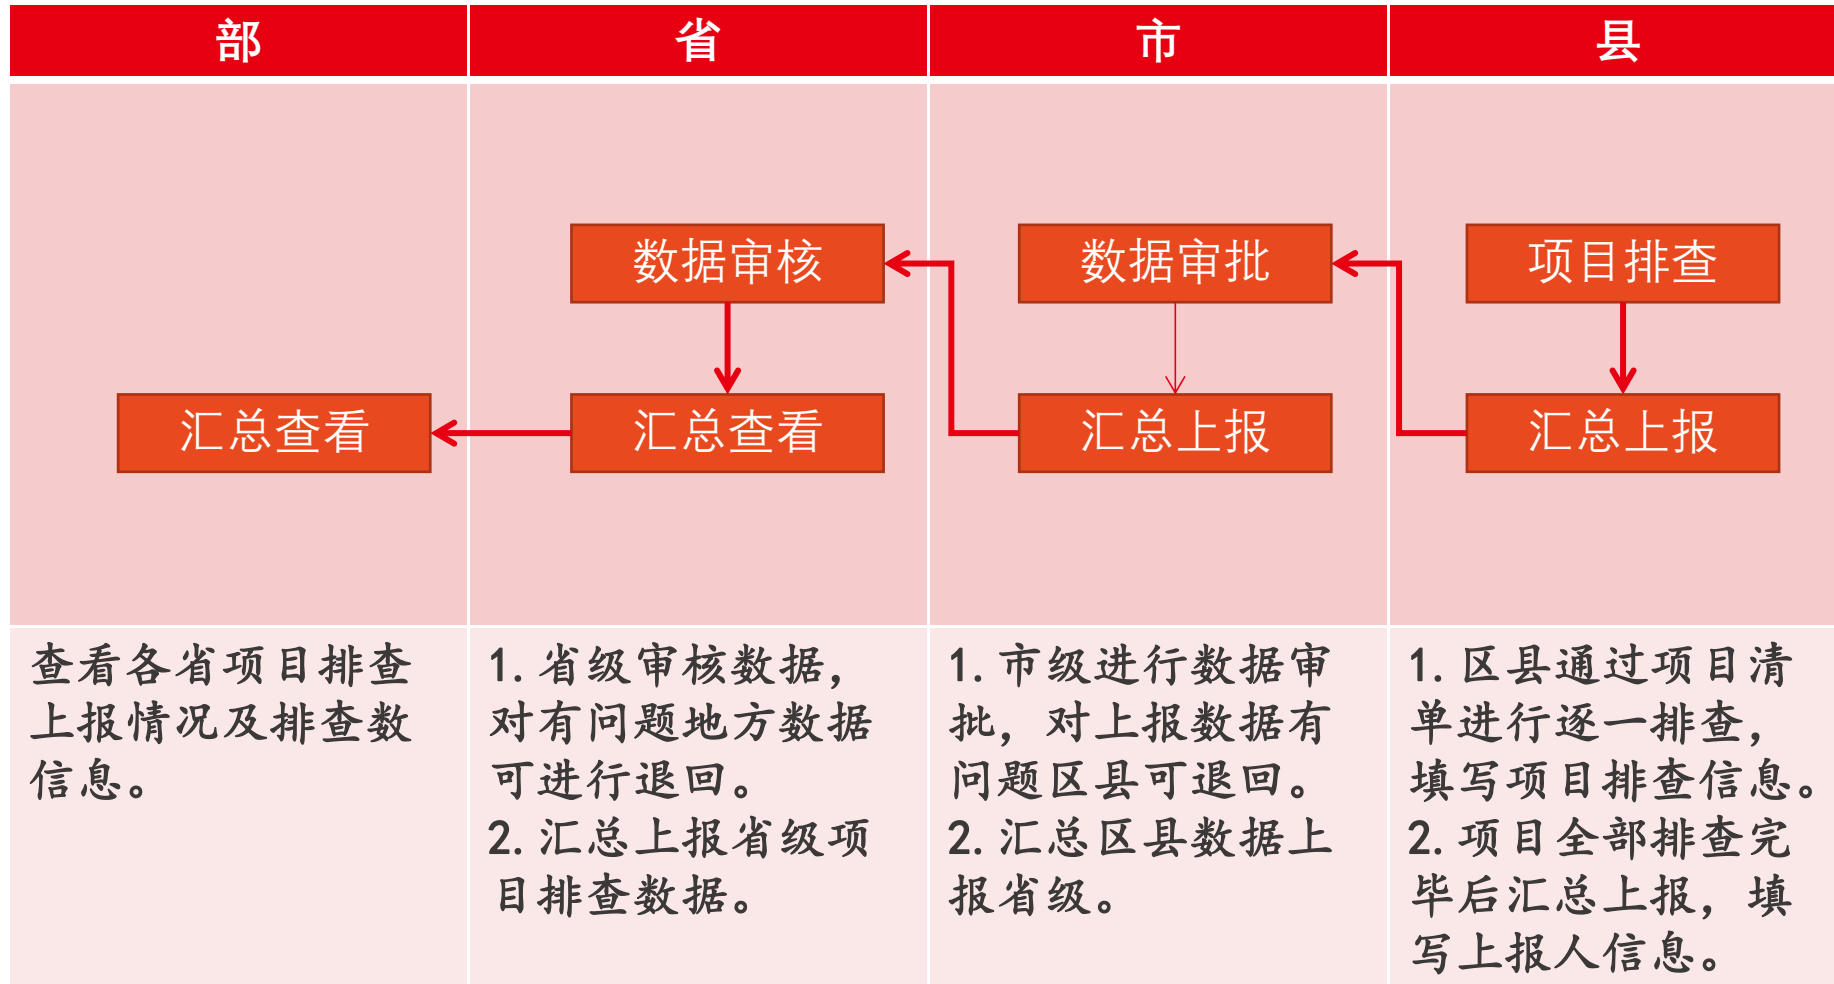 部
省
市
县
数据审核
数据审批
项目排查
汇总查看
汇总查看
汇总上报
汇总上报
查看各省项目排查
上报情况及排查数
信息。
1.省级审核数据，
对有问题地方数据
可进行退回。
2.汇总上报省级项
目排查数据。
1.市级进行数据审
批，对上报数据有
问题区县可退回。
2.汇总区县数据上
报省级。
1.区县通过项目清
单进行逐一排查，
填写项目排查信息。
2.项目全部排查完
毕后汇总上报，填
写上报人信息。